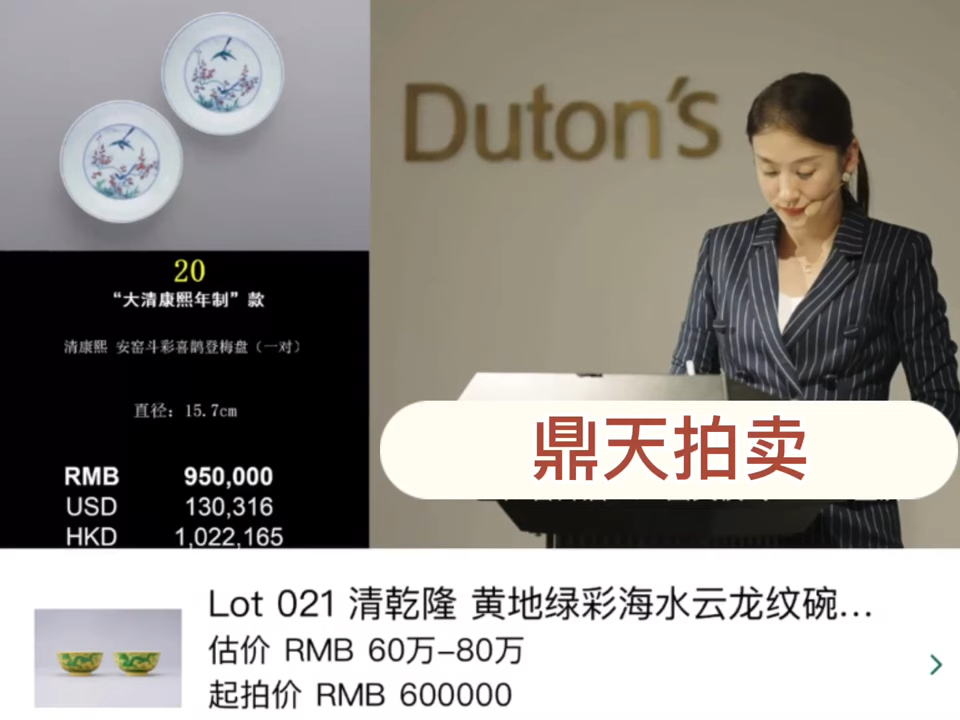 Duton's
20
“大清康熙年制”款
清康熙 安窑斗彩喜鹊登梅盘（一对）
直径：15.7cm
RMB 950,000
USD 130,316
HKD 1,022,165
鼎天拍卖
Lot 021 清乾隆 黄地绿彩海水云龙纹碗...
估价 RMB 60万-80万
起拍价 RMB 600000